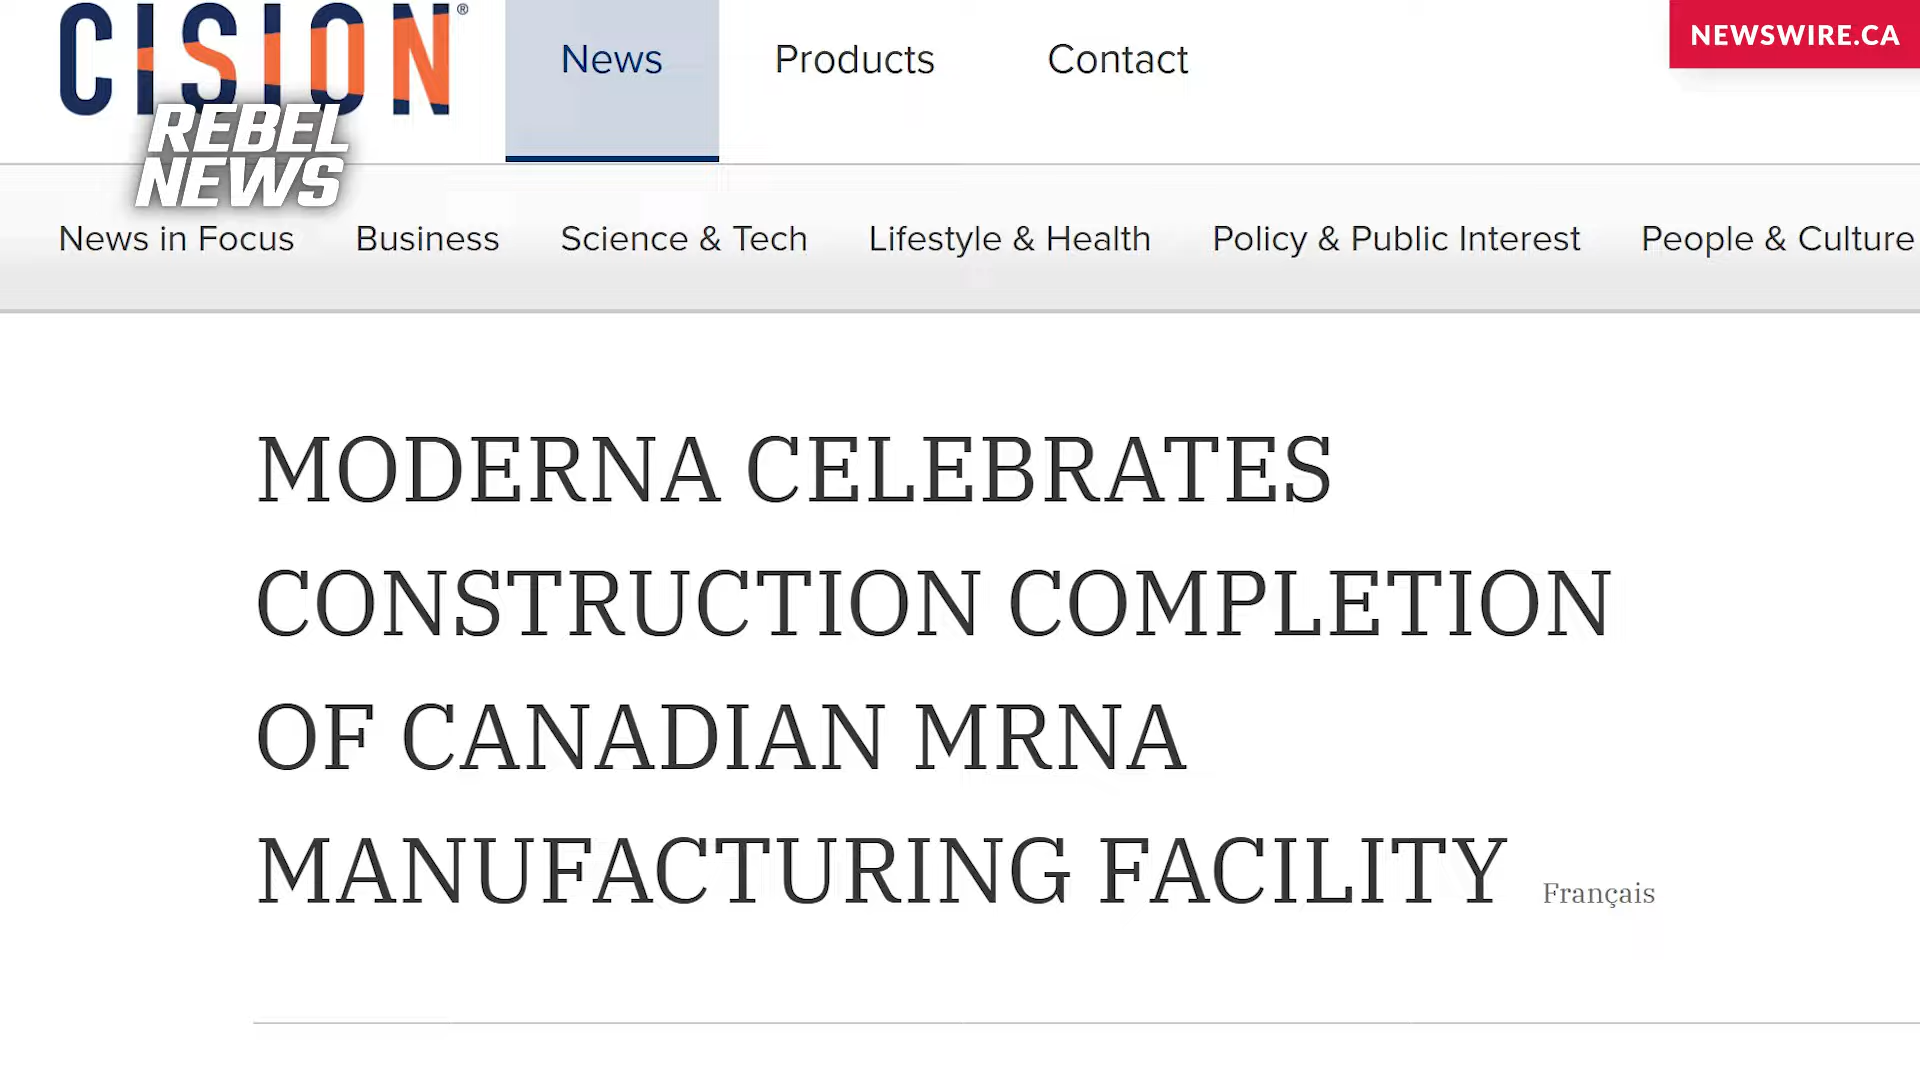 CISION®
News Products Contact
NEWSWIRE.CA
REBEL
NEWS
News in Focus Business Science & Tech Lifestyle & Health Policy & Public Interest People & Culture
MODERNA CELEBRATES
CONSTRUCTION COMPLETION
OF CANADIAN MRNA
MANUFACTURING FACILITY Français